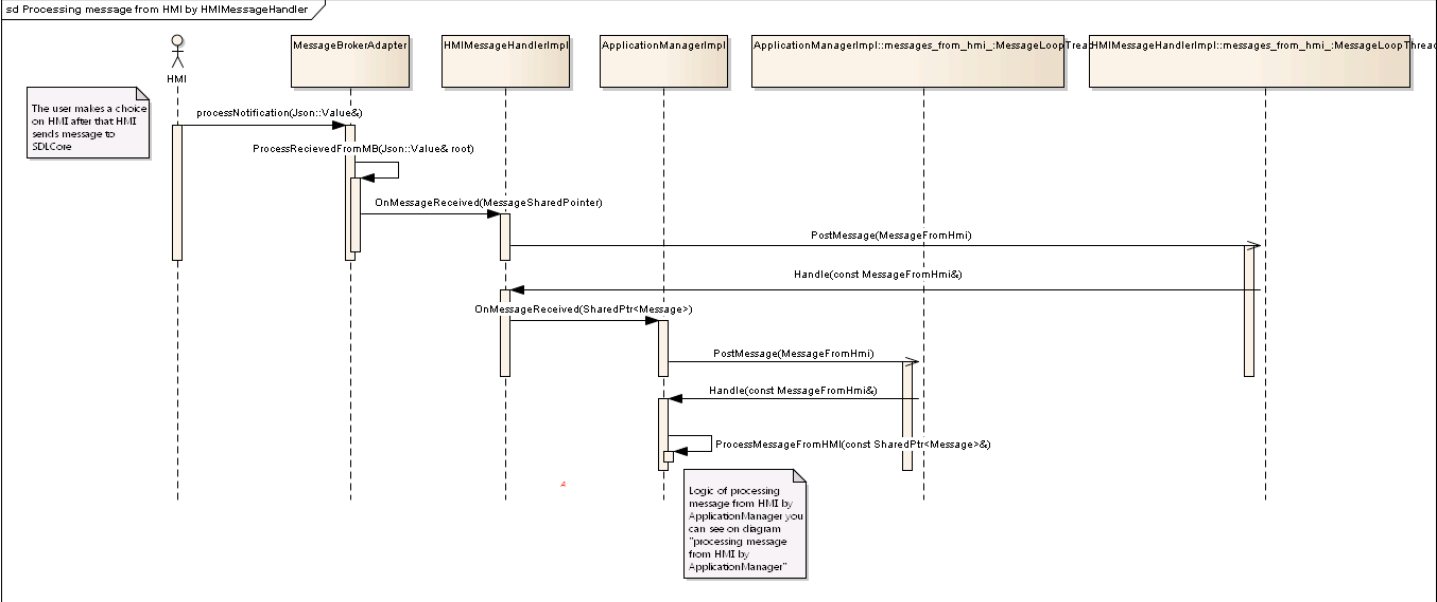 sd Processing message from HMI by HMIMessageHandler
MessageBrokerAdapter
HMIMessageHandlerImpl
ApplicationManagerImpl
ApplicationManagerImpl::messages_from_hmi_:MessageLoopTrea
HMIMessageHandlerImpl::messages_from_hmi_:MessageLoopThread
HMI
The user makes a choice
on HMI after that HMI
sends message to
SDLCore
processNotification(Json::Value&)
ProcessRecievedFromMB(Json::Value& root)
OnMessageReceived(MessageSharedPointer)
PostMessage(MessageFromHmi)
Handle(const MessageFromHmi&)
OnMessageReceived(SharedPtr<Message>)
PostMessage(MessageFromHmi)
Handle(const MessageFromHmi&)
ProcessMessageFromHMI(const SharedPtr<Message>&)
Logic of processing
message from HMI by
ApplicationManager you
can see on diagram
"processing message
from HMI by
ApplicationManager"